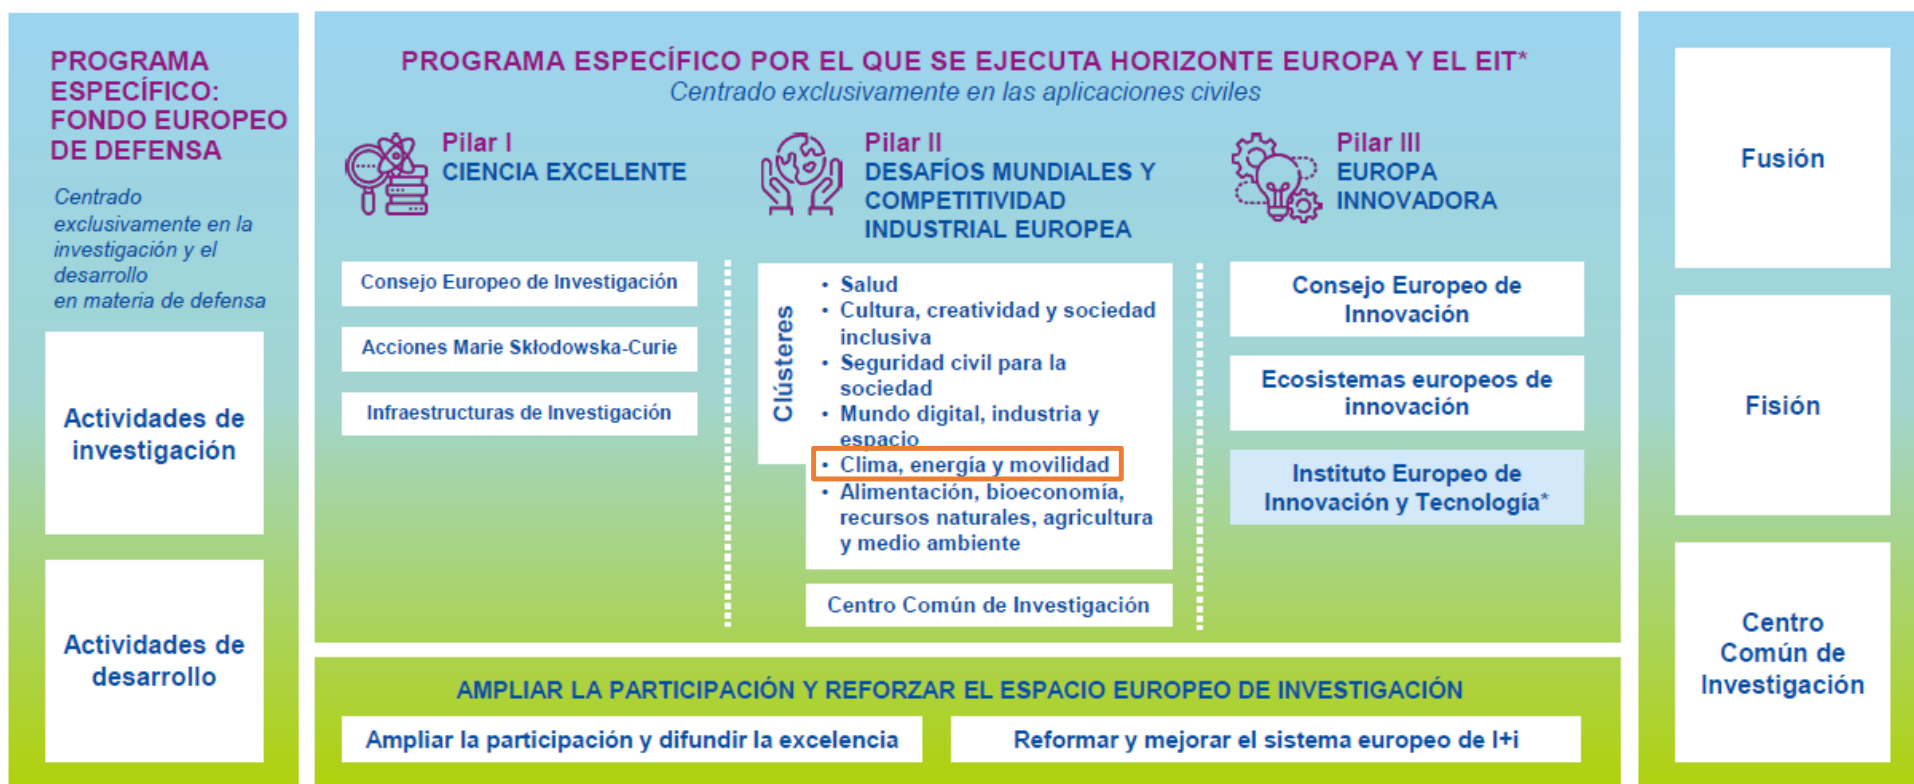 PROGRAMA
ESPECÍFICO:
FONDO EUROPEO
DE DEFENSA
Centrado
exclusivamente en la
investigación y el
desarrollo
en materia de defensa
Actividades de
investigación
Actividades de
desarrollo
PROGRAMA ESPECÍFICO POR EL QUE SE EJECUTA HORIZONTE EUROPA Y EL EIT*
Centrado exclusivamente en las aplicaciones civiles
Pilar I
CIENCIA EXCELENTE
Consejo Europeo de Investigación
Acciones Marie Skłodowska-Curie
Infraestructuras de Investigación
Pilar II
DESAFÍOS MUNDIALES Y
COMPETITIVIDAD
INDUSTRIAL EUROPEA
Clústeres
• Salud
• Cultura, creatividad y sociedad
inclusiva
• Seguridad civil para la
sociedad
• Mundo digital, industria y
espacio
• Clima, energía y movilidad
• Alimentación, bioeconomía,
recursos naturales, agricultura
y medio ambiente
Centro Común de Investigación
Pilar III
EUROPA
INNOVADORA
Consejo Europeo de
Innovación
Ecosistemas europeos de
innovación
Instituto Europeo de
Innovación y Tecnología*
AMPLIAR LA PARTICIPACIÓN Y REFORZAR EL ESPACIO EUROPEO DE INVESTIGACIÓN
Ampliar la participación y difundir la excelencia
Reformar y mejorar el sistema europeo de I+i
Fusión
Fisión
Centro
Común de
Investigación